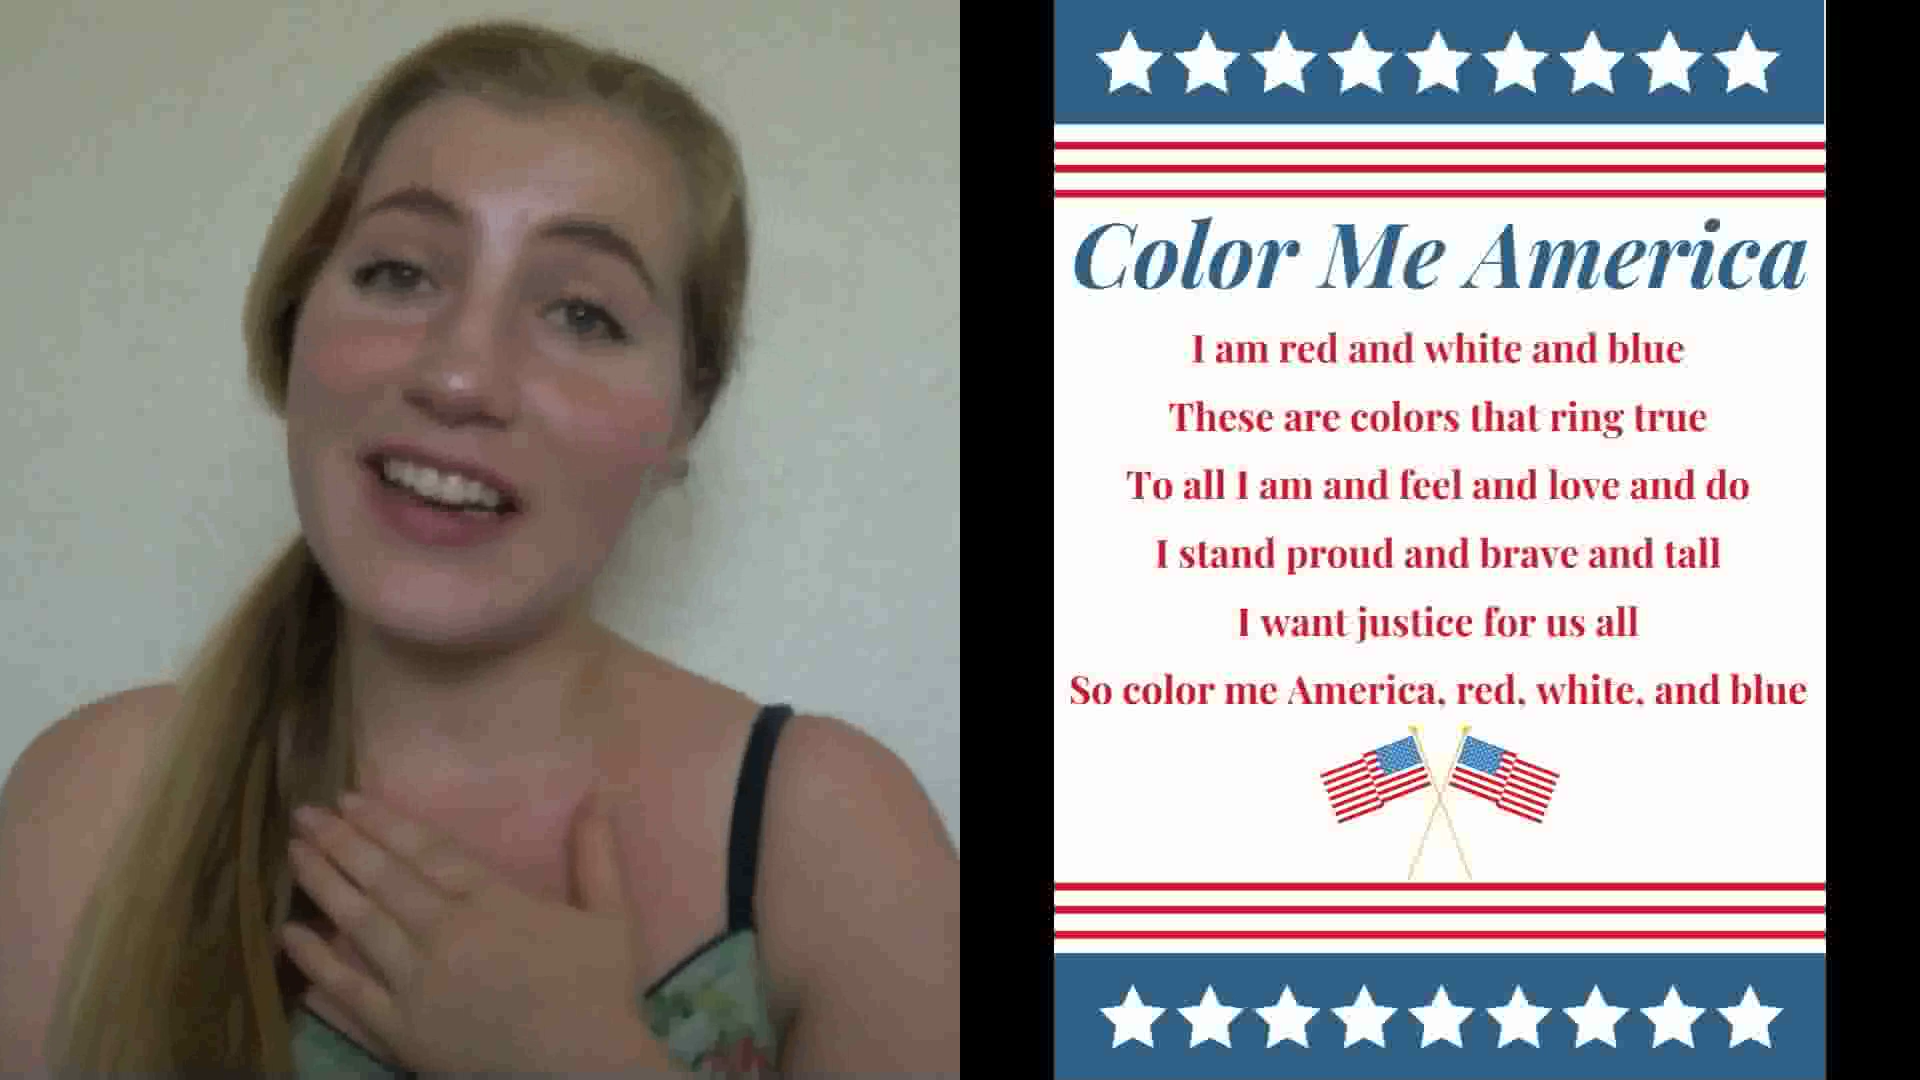 Color Me America
I am red and white and blue
These are colors that ring true
To all I am and feel and love and do
I stand proud and brave and tall
I want justice for us all
So color me America, red, white, and blue